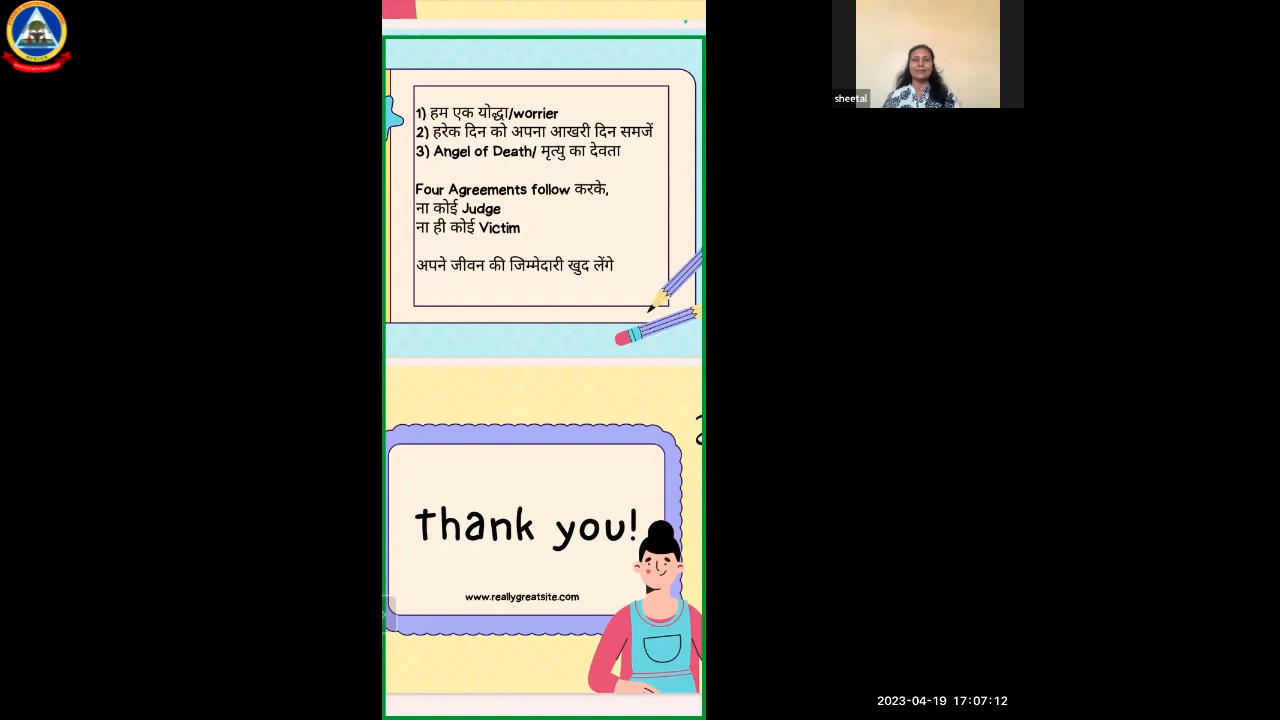 1) हम एक योद्धा/worrier
2) हरेक दिन को अपना आखरी दिन समजें
3) Angel of Death/ मृत्यु का देवता
Four Agreements follow करके,
ना कोई Judge
ना ही कोई Victim
अपने जीवन की जिम्मेदारी खुद लेंगे
thank you!
www.reallygreatsite.com
sheetal
2023-04-19 17:07:12